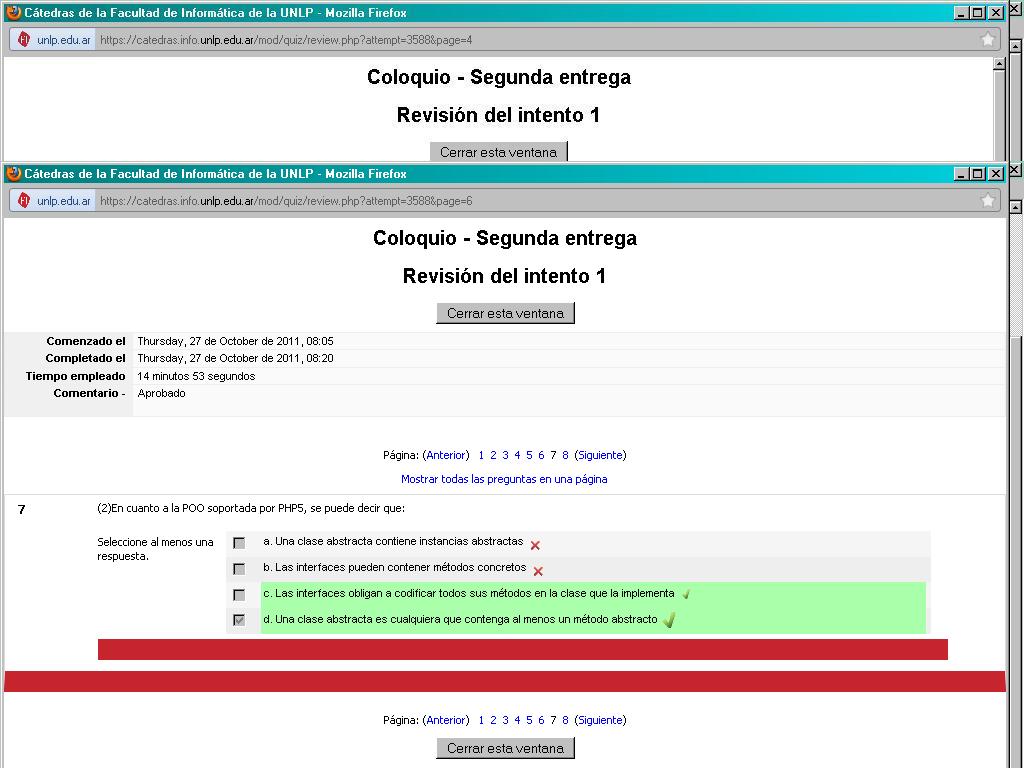 Cátedras de la Facultad de Informática de la UNLP - Mozilla Firefox
unlp.edu.ar https://catedras.info.unlp.edu.ar/mod/quiz/review.php?attempt=3588&page=4
Coloquio - Segunda entrega
Revisión del intento 1
Cerrar esta ventana
Cátedras de la Facultad de Informática de la UNLP - Mozilla Firefox
unlp.edu.ar https://catedras.info.unlp.edu.ar/mod/quiz/review.php?attempt=3588&page=6
Coloquio - Segunda entrega
Revisión del intento 1
Cerrar esta ventana
Comenzado el Thursday, 27 de October de 2011, 08:05
Completado el Thursday, 27 de October de 2011, 08:20
Tiempo empleado 14 minutos 53 segundos
Comentario - Aprobado
Página: (Anterior) 1 2 3 4 5 6 7 8 (Siguiente)
Mostrar todas las preguntas en una página
7 (2)En cuanto a la POO soportada por PHP5, se puede decir que:
Seleccione al menos una
respuesta.
a. Una clase abstracta contiene instancias abstractas
b. Las interfaces pueden contener métodos concretos
c. Las interfaces obligan a codificar todos sus métodos en la clase que la implementa
d. Una clase abstracta es cualquiera que contenga al menos un método abstracto
Página: (Anterior) 1 2 3 4 5 6 7 8 (Siguiente)
Cerrar esta ventana